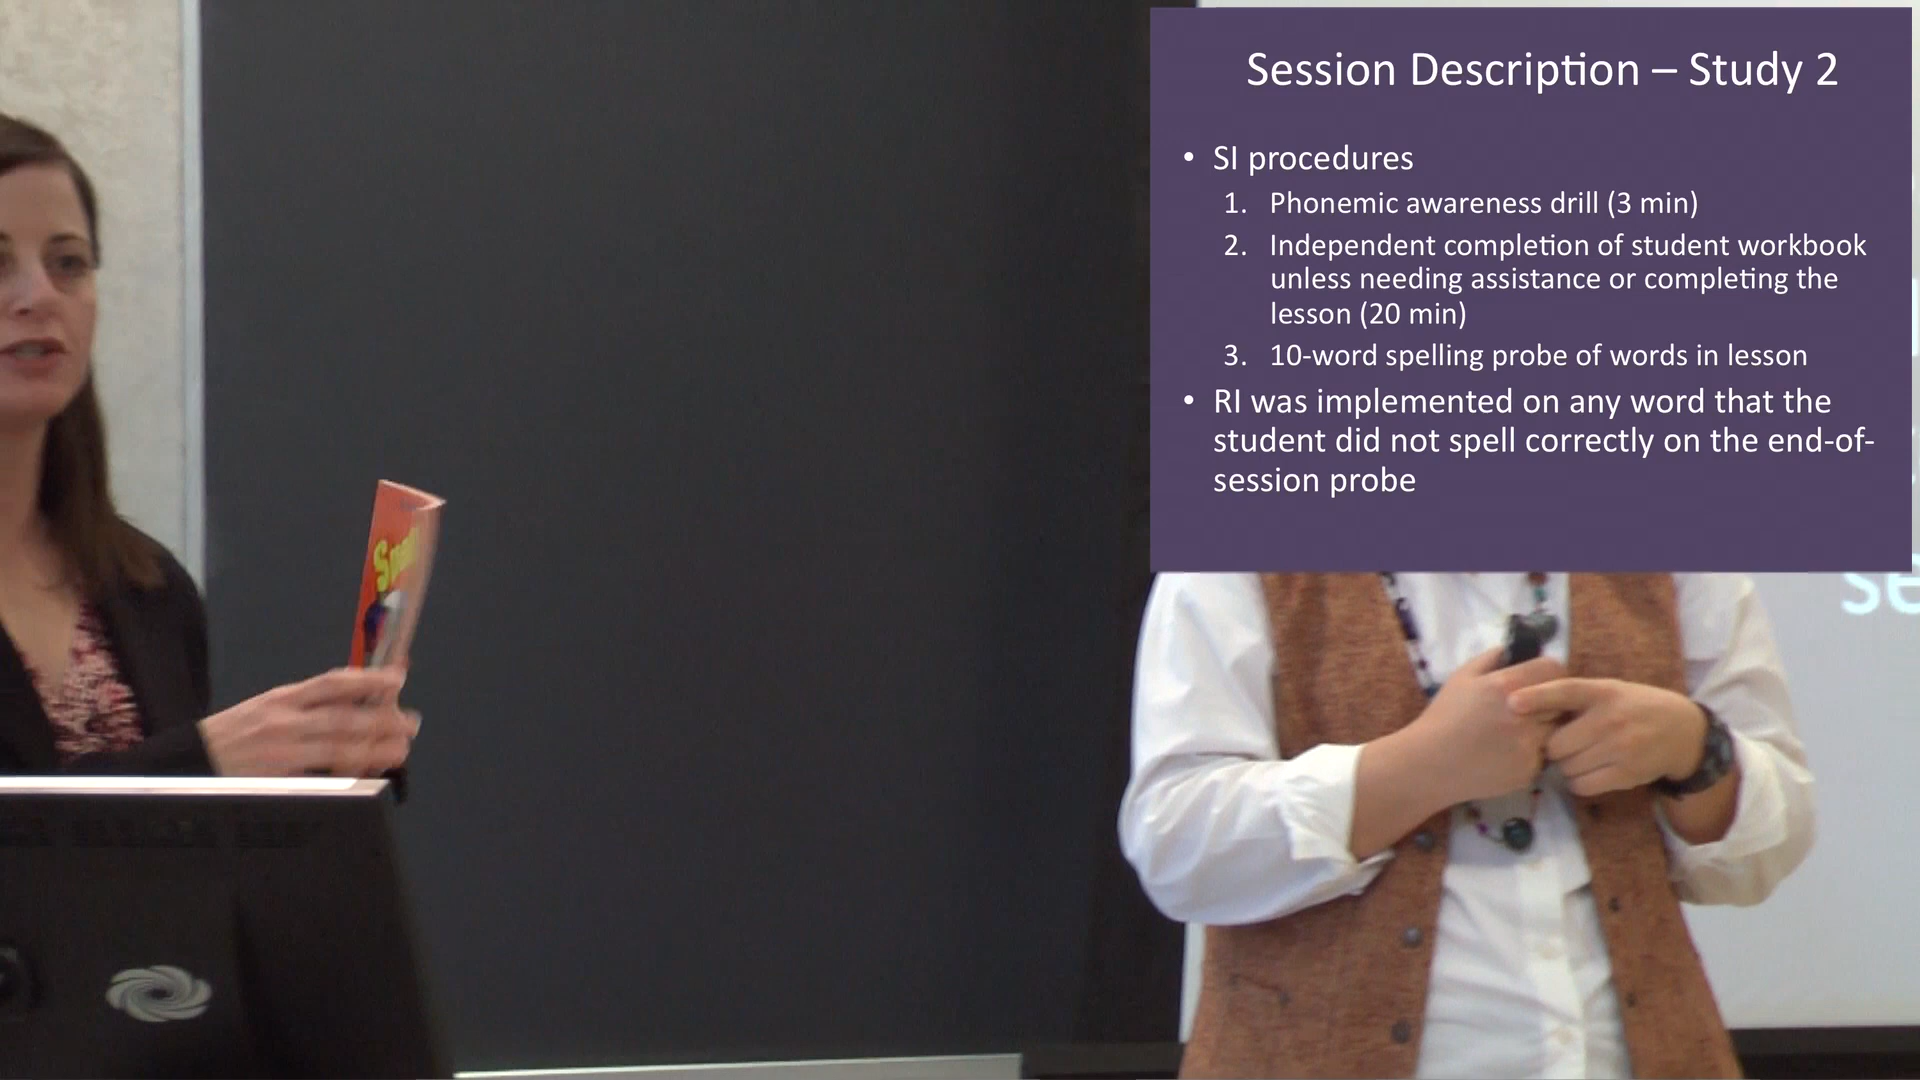 Session Description – Study 2
• SI procedures
1. Phonemic awareness drill (3 min)
2. Independent completion of student workbook
unless needing assistance or completing the
lesson (20 min)
3. 10-word spelling probe of words in lesson
• RI was implemented on any word that the
student did not spell correctly on the end-of-
session probe
se